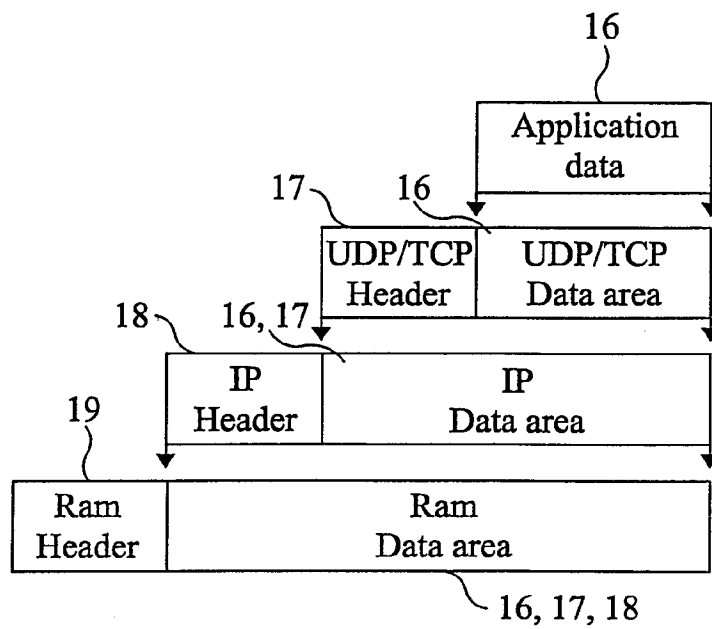 16
Application
data
17
16
UDP/TCP
Header
UDP/TCP
Data area
18
16, 17
IP
Header
IP
Data area
19
Ram
Header
Ram
Data area
16, 17, 18